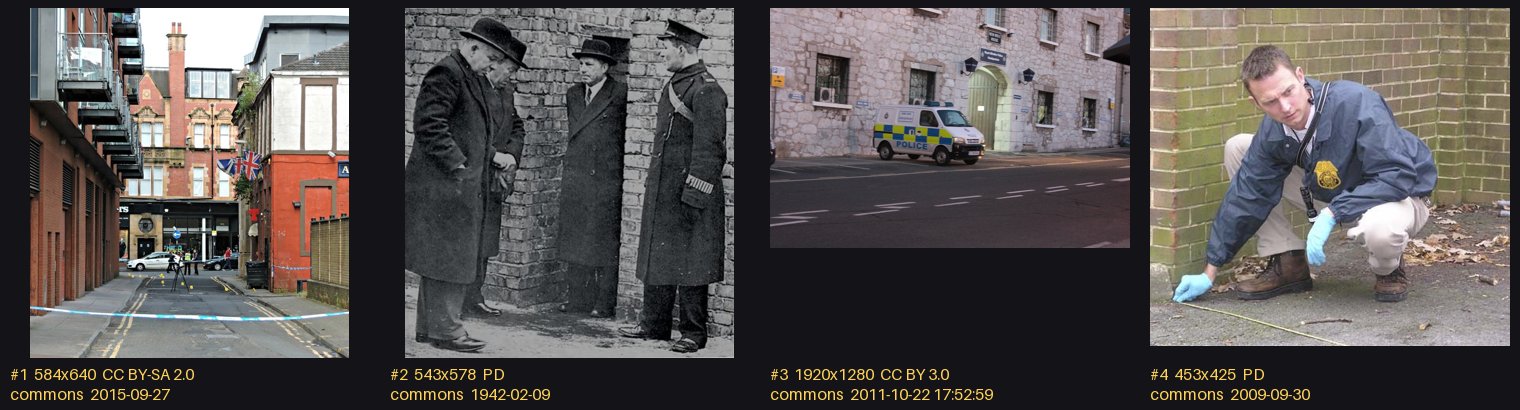 POLICE
#1 584x640 CC BY-SA 2.0
commons 2015-09-27
#2 543x578 PD
commons 1942-02-09
#3 1920x1280 CC BY 3.0
commons 2011-10-22 17:52:59
#4 453x425 PD
commons 2009-09-30